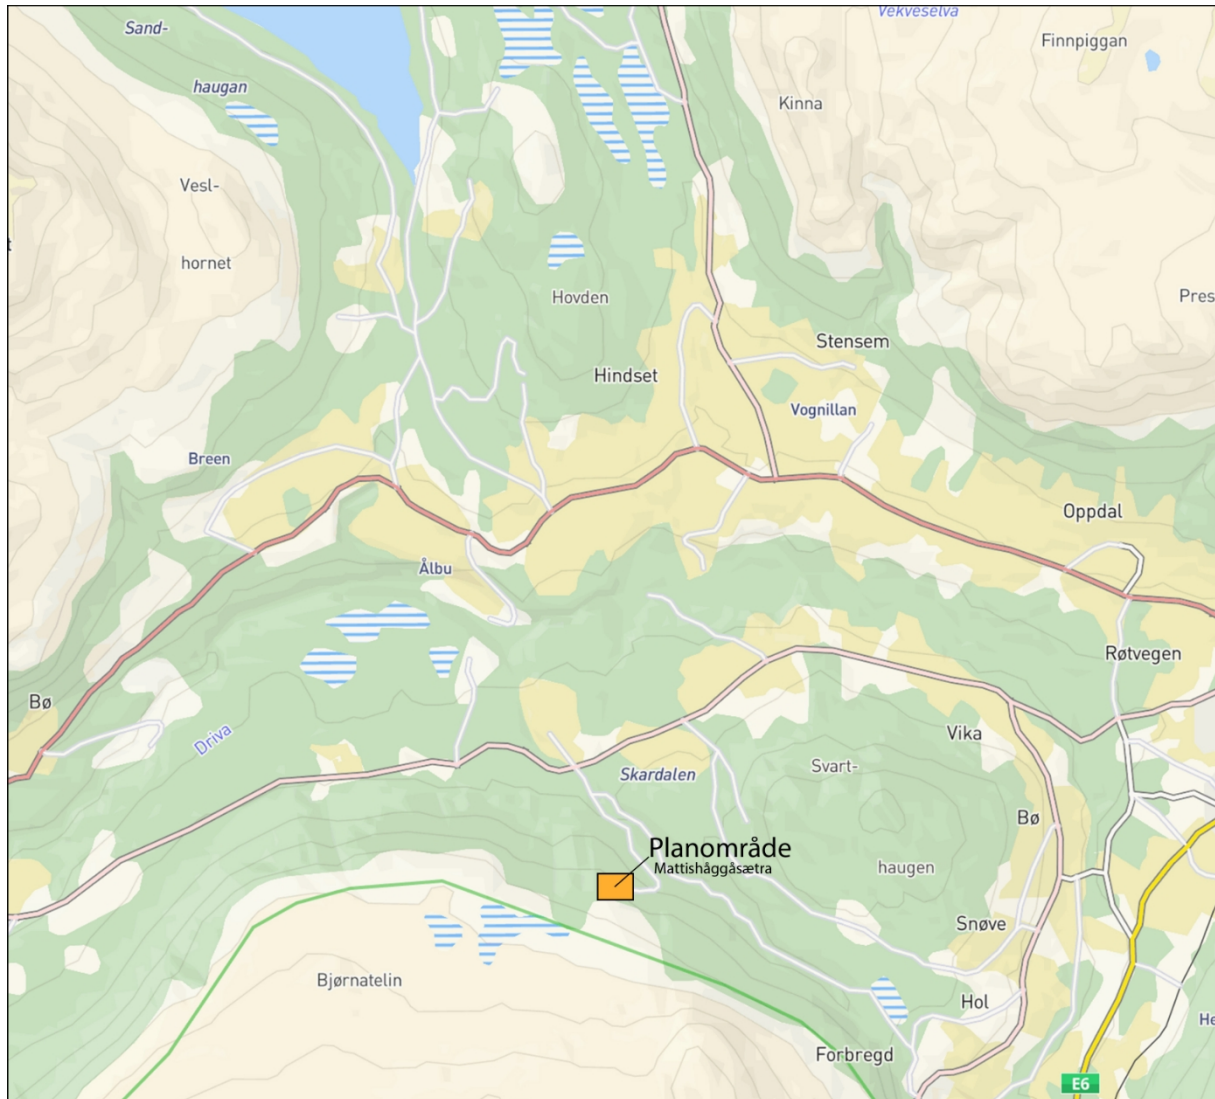 Vekveselva
Sand-
Finnpiggan
haugan
Kinna
Vesl-
t
hornet
Hovden
Pres
Stensem
Hindset
Vognillan
Breen
Oppdal
Ålbu
Røtvegen
Bø
Driva
Vika
Skardalen
Svart-
Bø
Planområde
Mattishåggåsætra
haugen
Snøve
Bjørnatelin
Hol
He
Forbregd
E6